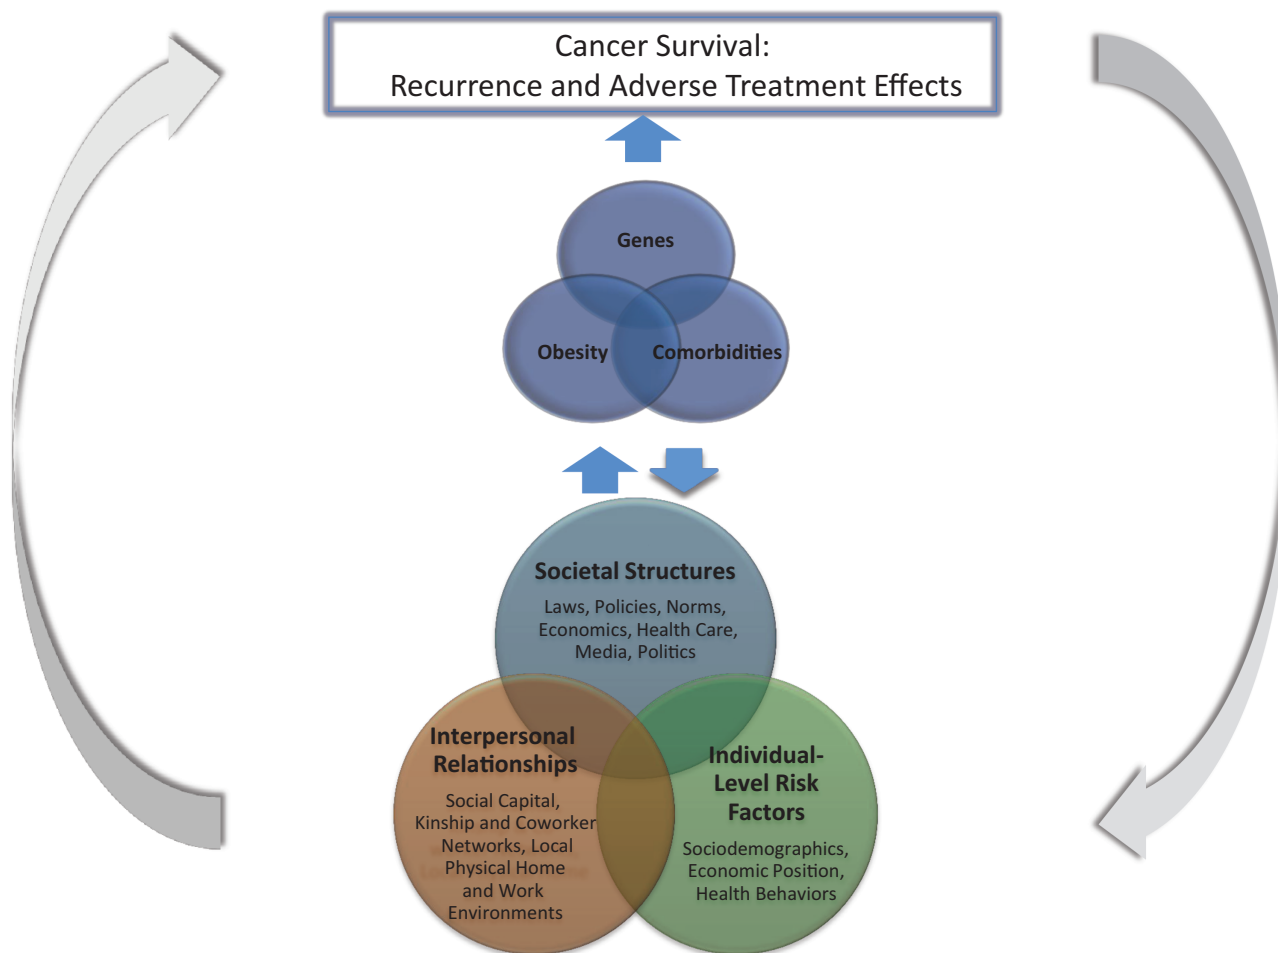 Cancer Survival:
Recurrence and Adverse Treatment Effects
Genes
Obesity
Comorbidities
Societal Structures
Laws, Policies, Norms,
Economics, Health Care,
Media, Politics
Interpersonal
Relationships
Social Capital,
Kinship and Coworker
Networks, Local
Physical Home
and Work
Environments
Individual-
Level Risk
Factors
Sociodemographics,
Economic Position,
Health Behaviors